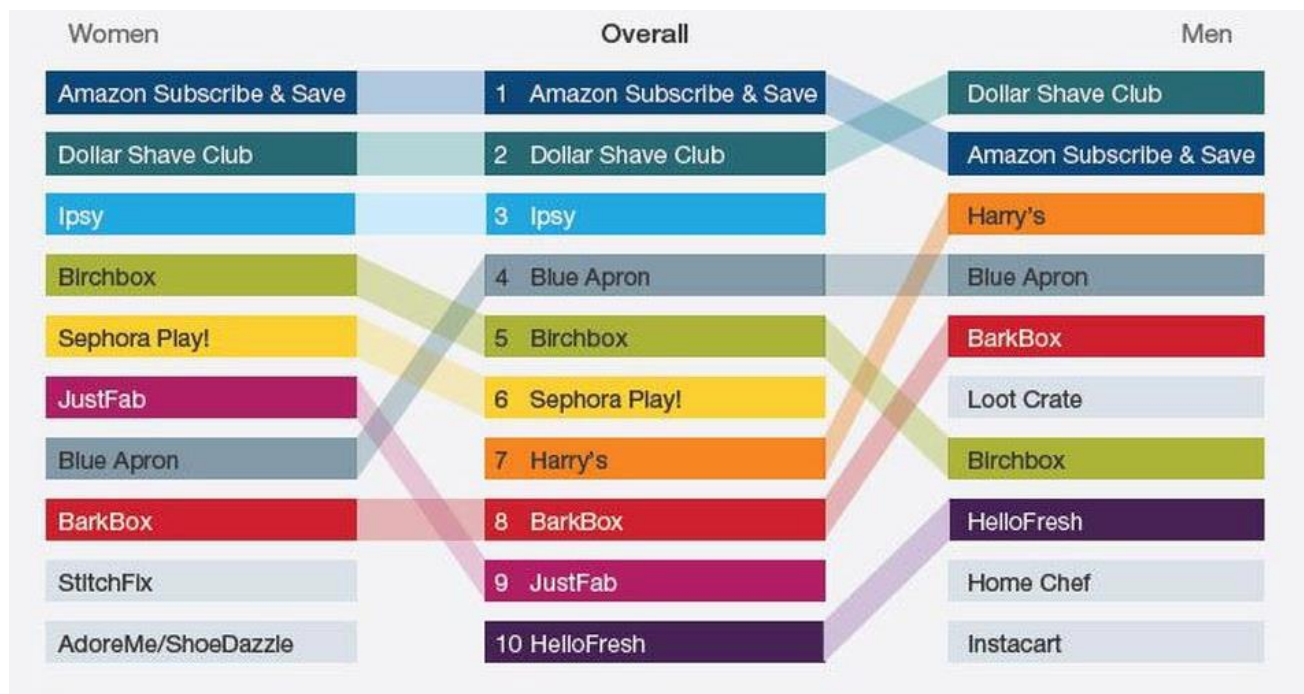 Women Overall Men
Amazon Subscribe & Save 1 Amazon Subscribe & Save Dollar Shave Club
Dollar Shave Club 2 Dollar Shave Club Amazon Subscribe & Save
Ipsy 3 Ipsy Harry's
Birchbox 4 Blue Apron Blue Apron
Sephora Play! 5 Birchbox BarkBox
JustFab 6 Sephora Play! Loot Crate
Blue Apron 7 Harry's Birchbox
BarkBox 8 BarkBox HelloFresh
StitchFix 9 JustFab Home Chef
AdoreMe/ShoeDazzle 10 HelloFresh Instacart